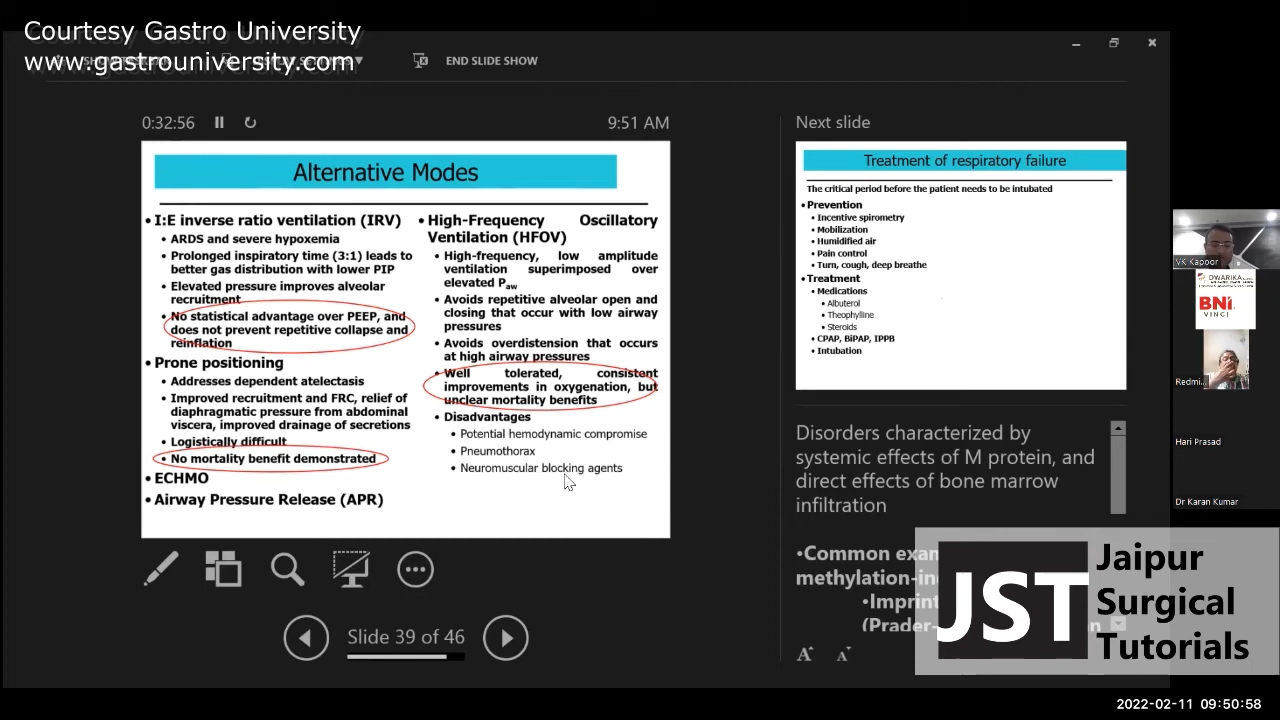 Courtesy Gastro University
www.gastrouniversity.com
END SLIDE SHOW
0:32:56
9:51 AM
Alternative Modes
• I:E inverse ratio ventilation (IRV)
• ARDS and severe hypoxemia
• Prolonged inspiratory time (3:1) leads to
better gas distribution with lower PIP
• Elevated pressure improves alveolar
recruitment
• No statistical advantage over PEEP, and
does not prevent repetitive collapse and
reinflation
• Prone positioning
• Addresses dependent atelectasis
• Improved recruitment and FRC, relief of
diaphragmatic pressure from abdominal
viscera, improved drainage of secretions
• Logistically difficult
• No mortality benefit demonstrated
• ECHMO
• Airway Pressure Release (APR)
• High-Frequency Oscillatory
Ventilation (HFOV)
• High-frequency, low amplitude
ventilation superimposed over
elevated Paw
• Avoids repetitive alveolar open and
closing that occur with low airway
pressures
• Avoids overdistension that occurs
at high airway pressures
• Well tolerated, consistent
improvements in oxygenation, but
unclear mortality benefits
• Disadvantages
• Potential hemodynamic compromise
• Pneumothorax
• Neuromuscular blocking agents
Slide 39 of 46
Next slide
Treatment of respiratory failure
The critical period before the patient needs to be intubated
• Prevention
• Incentive spirometry
• Mobilization
• Humidified air
• Pain control
• Turn, cough, deep breathe
• Treatment
• Medications
• Albuterol
• Theophylline
• Steroids
• CPAP, BiPAP, IPPB
• Intubation
Disorders characterized by
systemic effects of M protein, and
direct effects of bone marrow
infiltration
•Common
•Imprint
(Prader-
A A
VK Kapoor
DWARIKA
BNI
VINCI
Redmi...
Hari Prasad
Dr Karan Kumar
JST
Jaipur
Surgical
Tutorials
2022-02-11 09:50:58